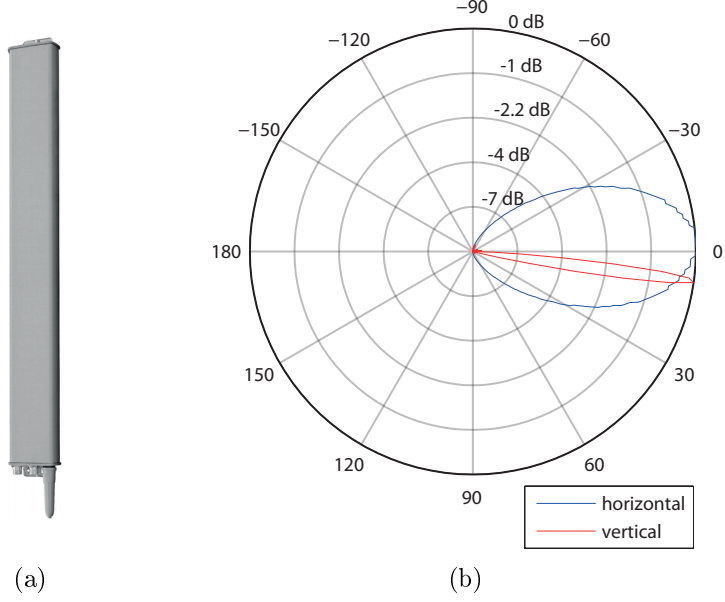 −90
0 dB
−120
−60
-1 dB
-2.2 dB
−150
−30
-4 dB
-7 dB
180
0
150
30
120
60
90
horizontal
vertical
(a)
(b)